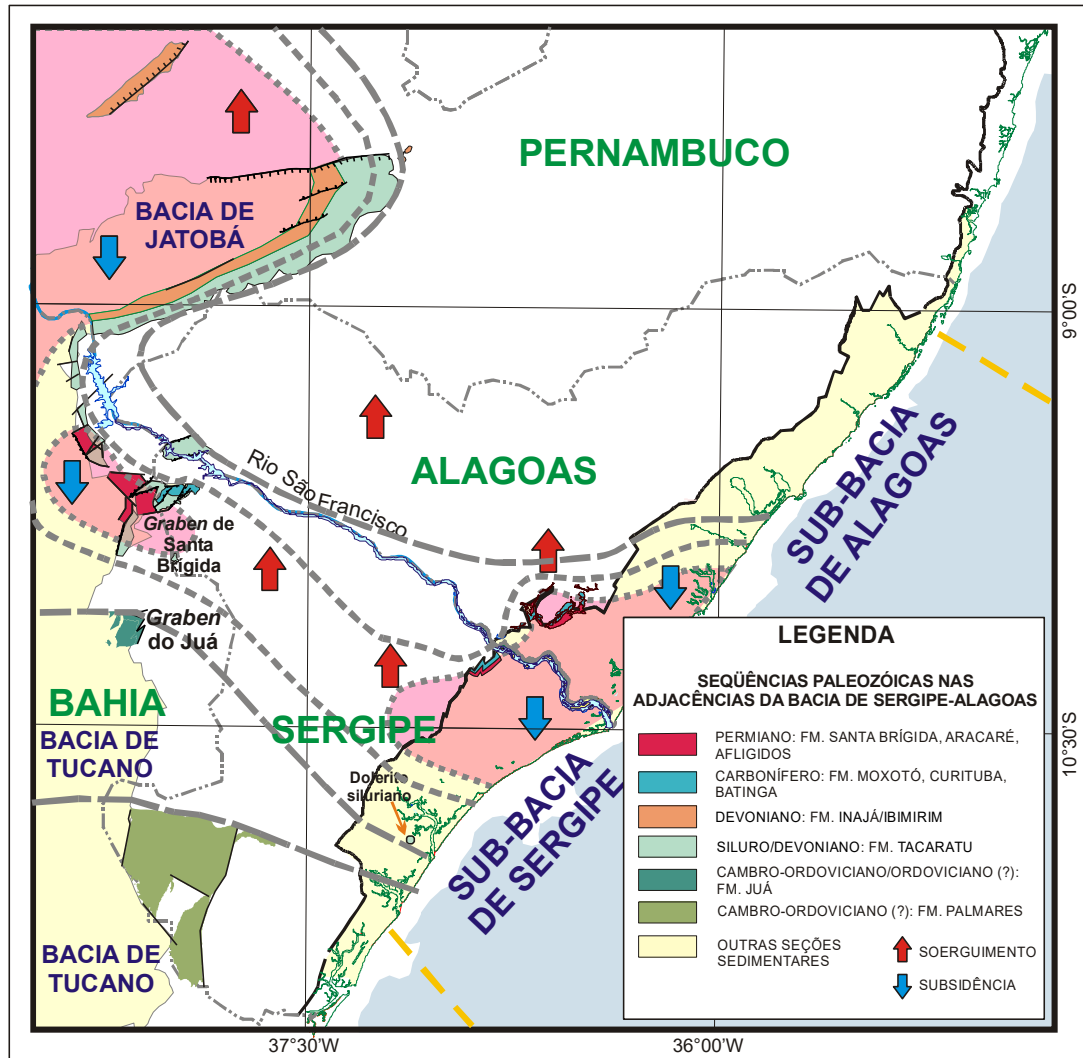 PERNAMBUCO
BACIA DE
JATOBÁ
9°00'S
ALAGOAS
Rio São Francisco
SUB-BACIA
DE ALAGOAS
Graben de
Santa
Brígida
Graben
do Juá
BAHIA
SERGIPE
BACIA DE
TUCANO
Dolerito
siluriano
SUB-BACIA
DE SERGIPE
BACIA DE
TUCANO
10°30'S
LEGENDA
SEQÜÊNCIAS PALEOZÓICAS NAS
ADJACÊNCIAS DA BACIA DE SERGIPE-ALAGOAS
PERMIANO: FM. SANTA BRÍGIDA, ARACARÉ,
AFLIGIDOS
CARBONÍFERO: FM. MOXOTÓ, CURITUBA,
BATINGA
DEVONIANO: FM. INAJÁ/IBIMIRIM
SILURO/DEVONIANO: FM. TACARATU
CAMBRO-ORDOVICIANO/ORDOVICIANO (?):
FM. JUÁ
CAMBRO-ORDOVICIANO (?): FM. PALMARES
OUTRAS SEÇÕES
SEDIMENTARES
SOERGUIMENTO
SUBSIDÊNCIA
37°30'W
36°00'W